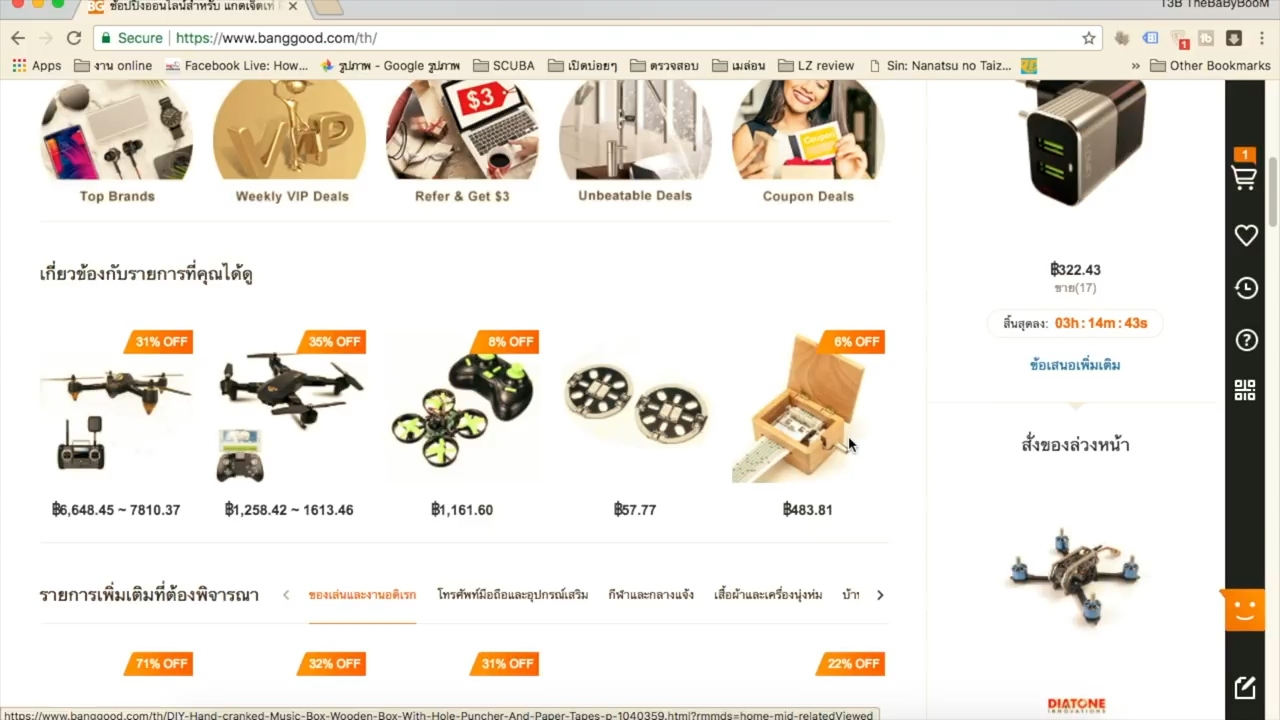 BG ช้อปปิ้งออนไลน์สำหรับ แกดเจ็ตเท่
T3B TheBaByBooM
Secure https://www.banggood.com/th/
1
Apps งาน online Facebook Live: How... รูปภาพ - Google รูปภาพ SCUBA เปิดบ่อยๆ ตรวจสอบ เมล่อน LZ review Sin: Nanatsu no Taiz... » Other Bookmarks
VIP
$3
Coupon
Top Brands Weekly VIP Deals Refer & Get $3 Unbeatable Deals Coupon Deals
1
฿322.43
ขาย(17)
สิ้นสุดลง: 03h : 14m : 43s
ข้อเสนอเพิ่มเติม
สั่งของล่วงหน้า
DIATONE
INNOVATIONS
เกี่ยวข้องกับรายการที่คุณได้ดู
31% OFF 35% OFF 8% OFF 6% OFF
฿6,648.45 ~ 7810.37 ฿1,258.42 ~ 1613.46 ฿1,161.60 ฿57.77 ฿483.81
รายการเพิ่มเติมที่ต้องพิจารณา ของเล่นและงานอดิเรก โทรศัพท์มือถือและอุปกรณ์เสริม กีฬาและกลางแจ้ง เสื้อผ้าและเครื่องนุ่งห่ม
71% OFF 32% OFF 31% OFF 22% OFF
https://www.banggood.com/th/DIY-Hand-cranked-Music-Box-Wooden-Box-With-Hole-Puncher-And-Paper-Tapes-p-1040359.html?rmmds=home-mid-relatedViewed